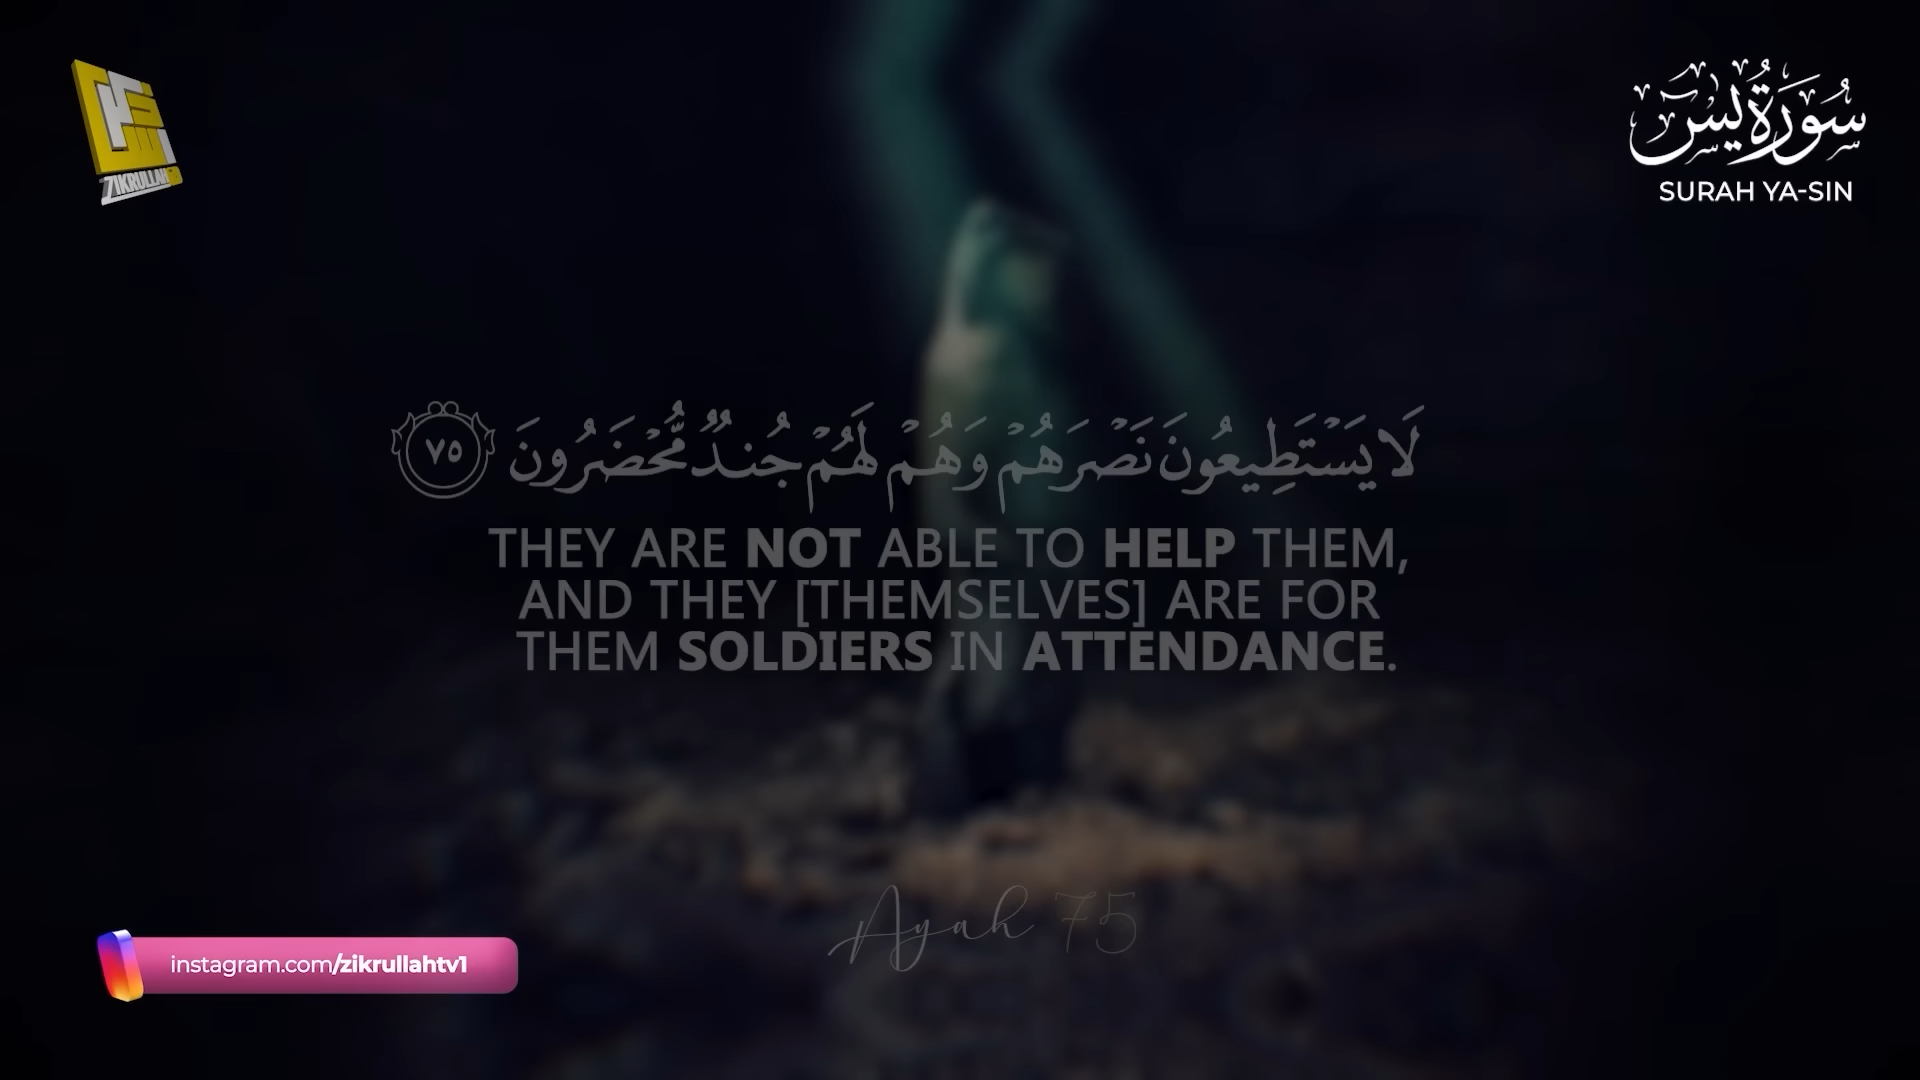 ZIKRULLAH
سُورَةُ يسٓ
SURAH YA-SIN
لَا يَسْتَطِيعُونَ نَصْرَهُمْ وَهُمْ لَهُمْ جُندٌ مُّحْضَرُونَ ٧٥
THEY ARE NOT ABLE TO HELP THEM,
AND THEY [THEMSELVES] ARE FOR
THEM SOLDIERS IN ATTENDANCE.
Ayah 75
instagram.com/zikrullahtv1